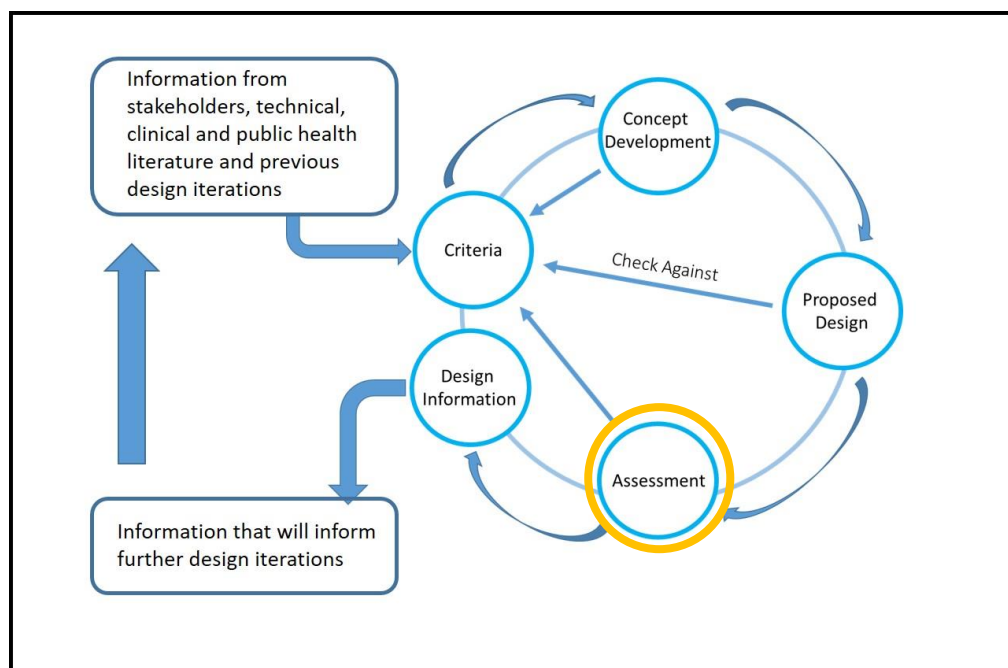 Information from
stakeholders, technical,
clinical and public health
literature and previous
design iterations
Concept
Development
Criteria
Check Against
Proposed
Design
Design
Information
Assessment
Information that will inform
further design iterations